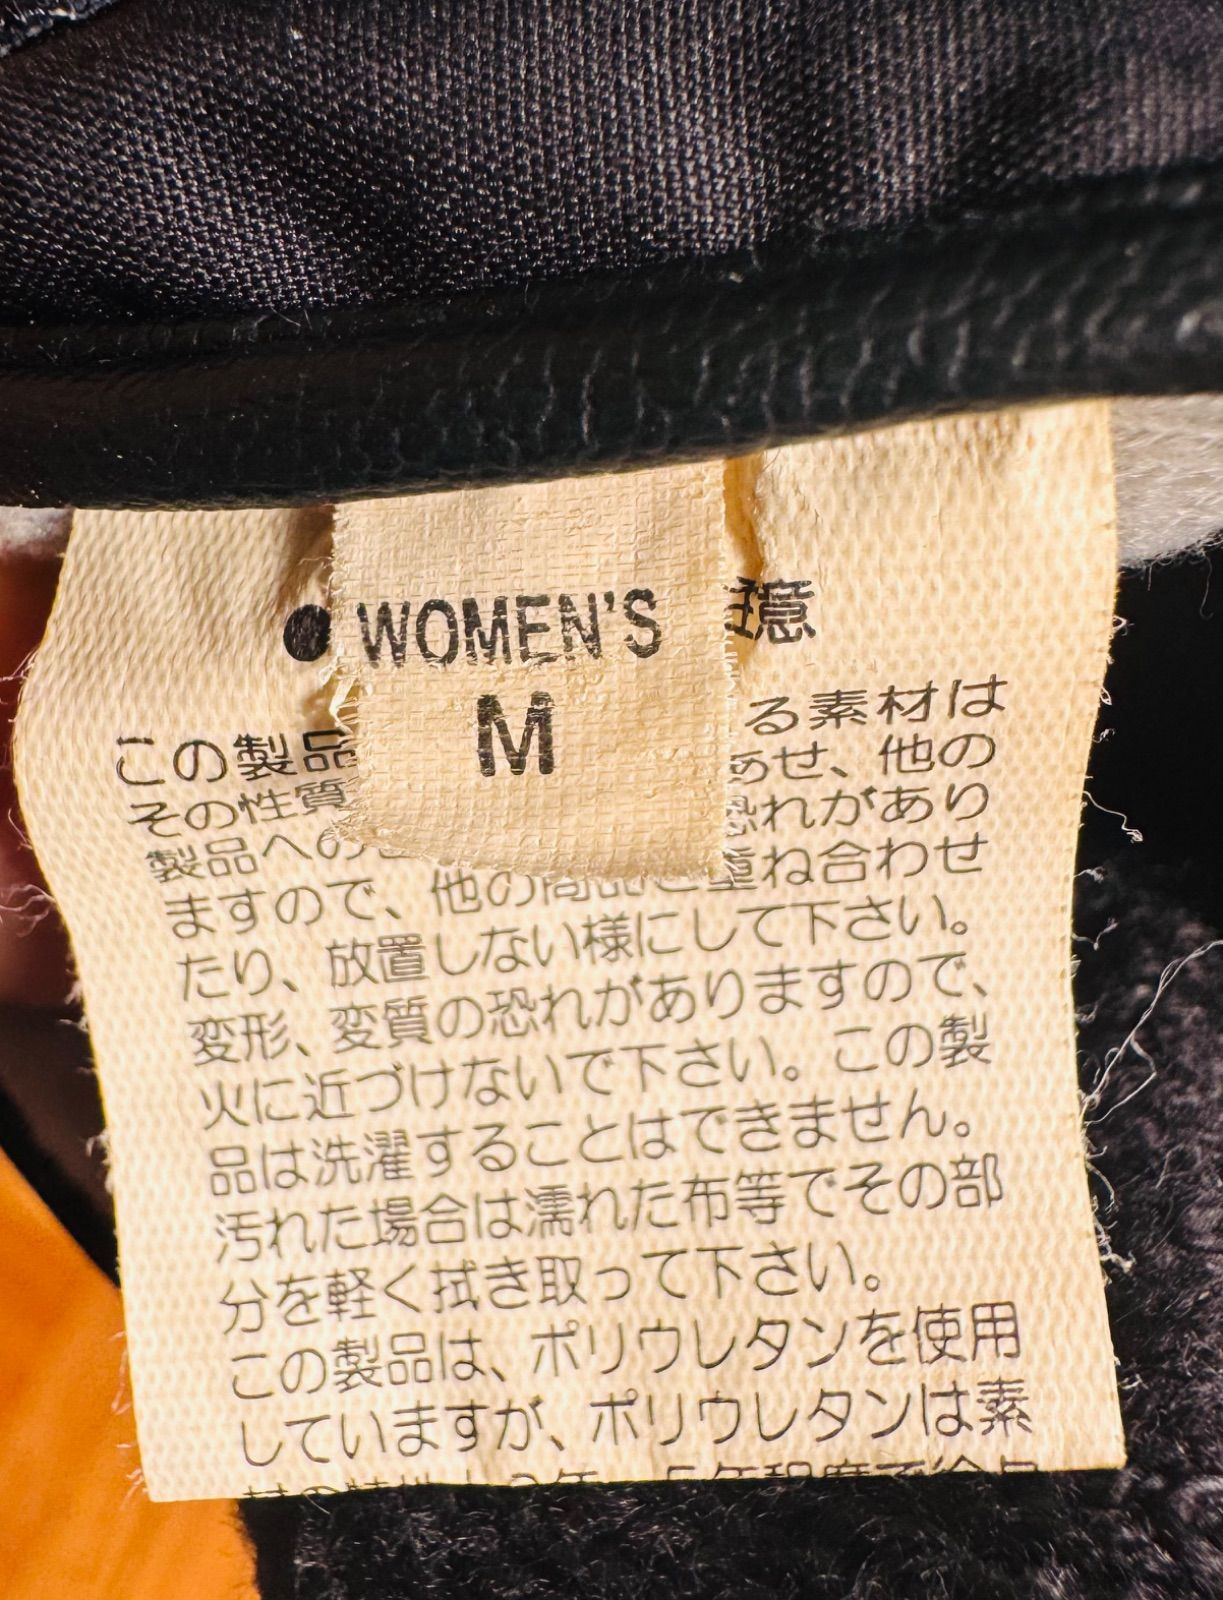 ● WOMEN'S 注意
M
この製品 る素材は
その性質 あせ、他の
製品への 恐れがあり
ますので、他の商品と重ね合わせ
たり、放置しない様にして下さい。
変形、変質の恐れがありますので、
火に近づけないで下さい。この製
品は洗濯することはできません。
汚れた場合は濡れた布等でその部
分を軽く拭き取って下さい。
この製品は、ポリウレタンを使用
していますが、ポリウレタンは素